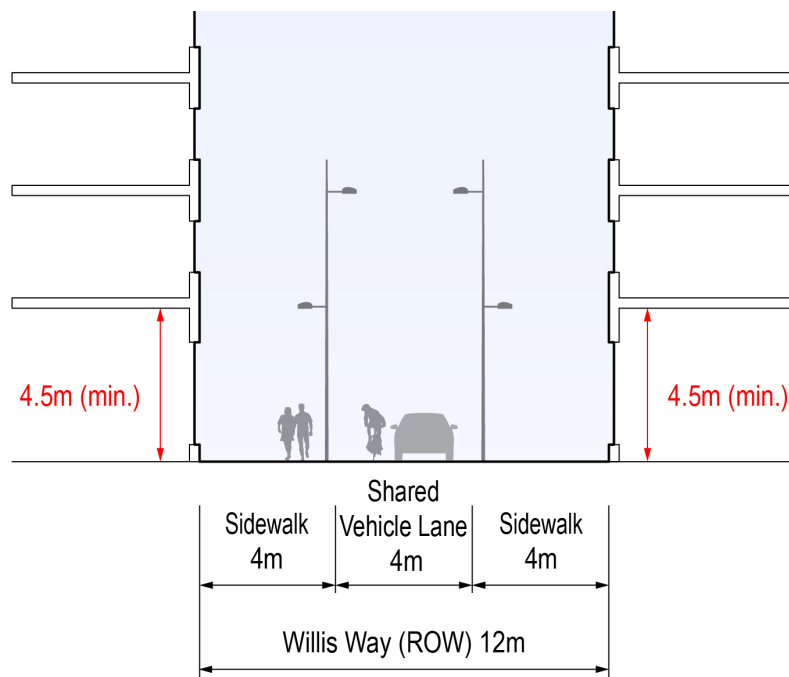 4.5m (min.)
4.5m (min.)
Shared
Vehicle Lane
4m
Sidewalk
4m
Sidewalk
4m
Willis Way (ROW) 12m